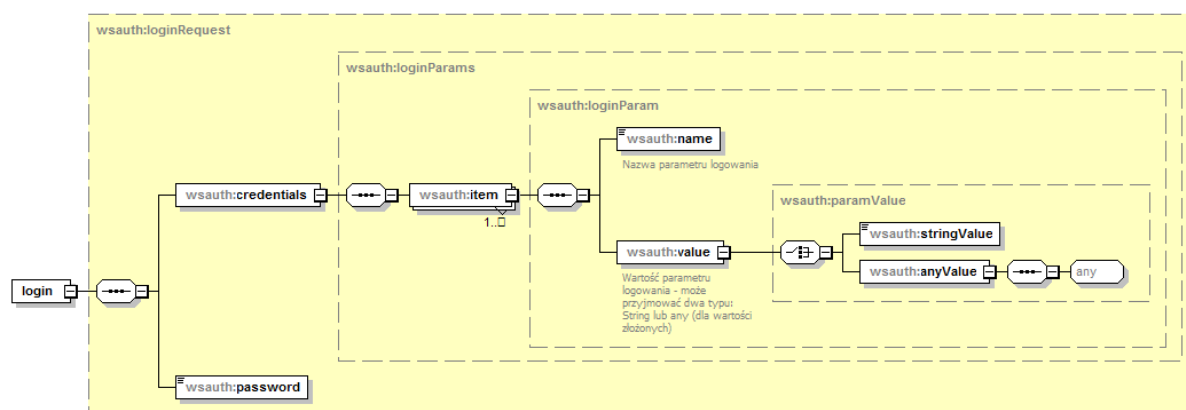 wsauth:loginRequest
wsauth:loginParams
wsauth:loginParam
wsauth:name
Nazwa parametru logowania
wsauth:credentials
wsauth:item
1..□
wsauth:paramValue
wsauth:stringValue
wsauth:value
wsauth:anyValue
any
Wartość parametru
logowania - może
przyjmować dwa typu:
String lub any (dla wartości
złożonych)
login
wsauth:password